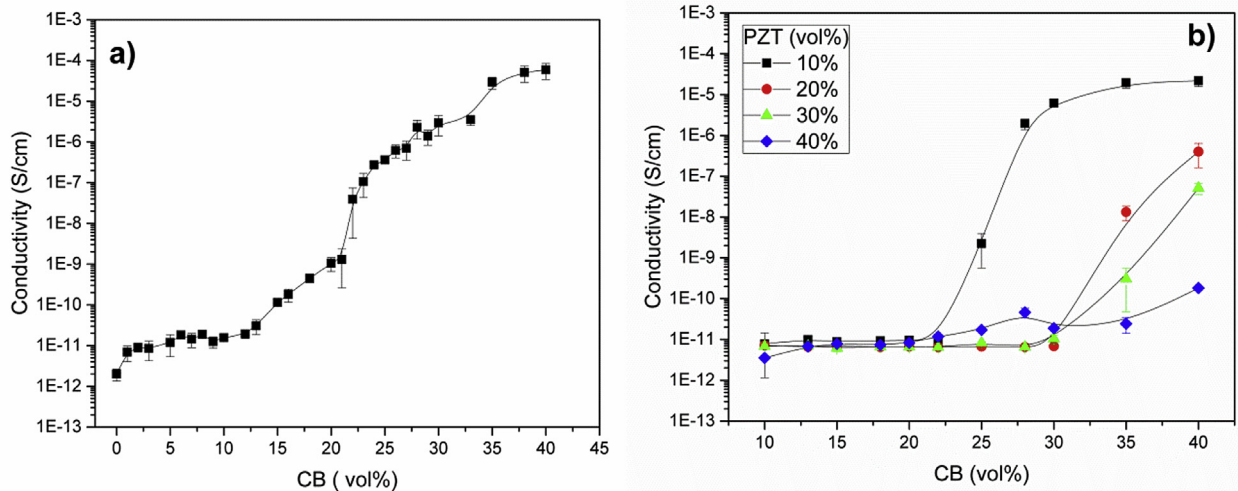 a)
Conductivity (S/cm)
1E-3
1E-4
1E-5
1E-6
1E-7
1E-8
1E-9
1E-10
1E-11
1E-12
1E-13
0 5 10 15 20 25 30 35 40 45
CB ( vol%)
b)
PZT (vol%)
10%
20%
30%
40%
Conductivity (S/cm)
1E-3
1E-4
1E-5
1E-6
1E-7
1E-8
1E-9
1E-10
1E-11
1E-12
1E-13
10 15 20 25 30 35 40
CB (vol%)